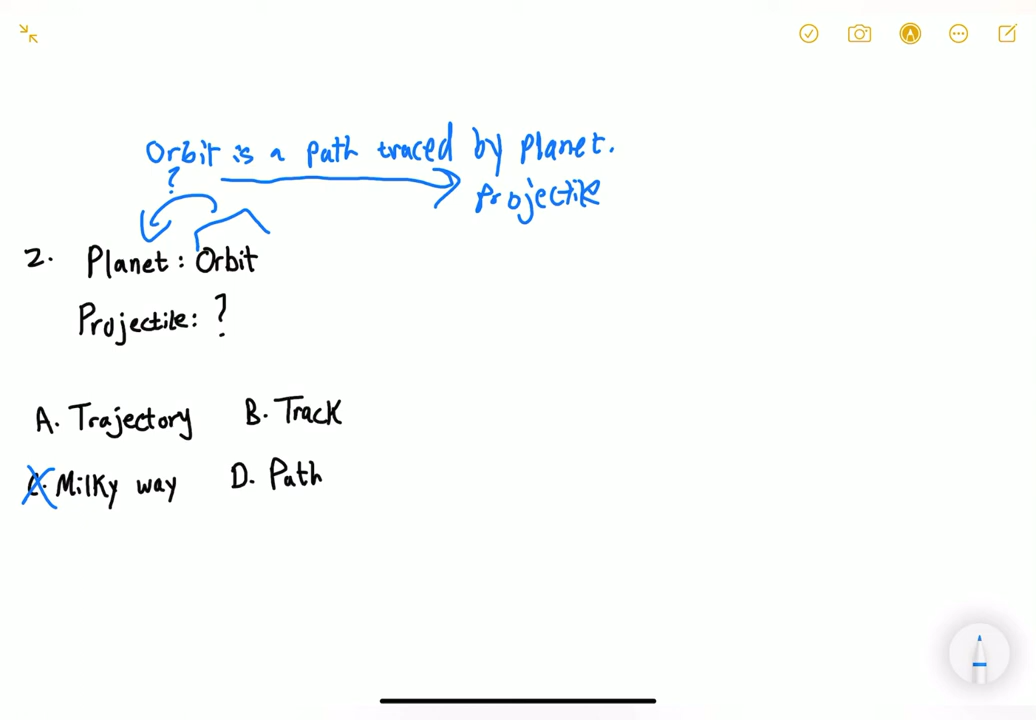 Orbit is a path traced by Planet.
? Projectile
2. Planet : Orbit
Projectile: ?
A. Trajectory B. Track
C. Milky way D. Path